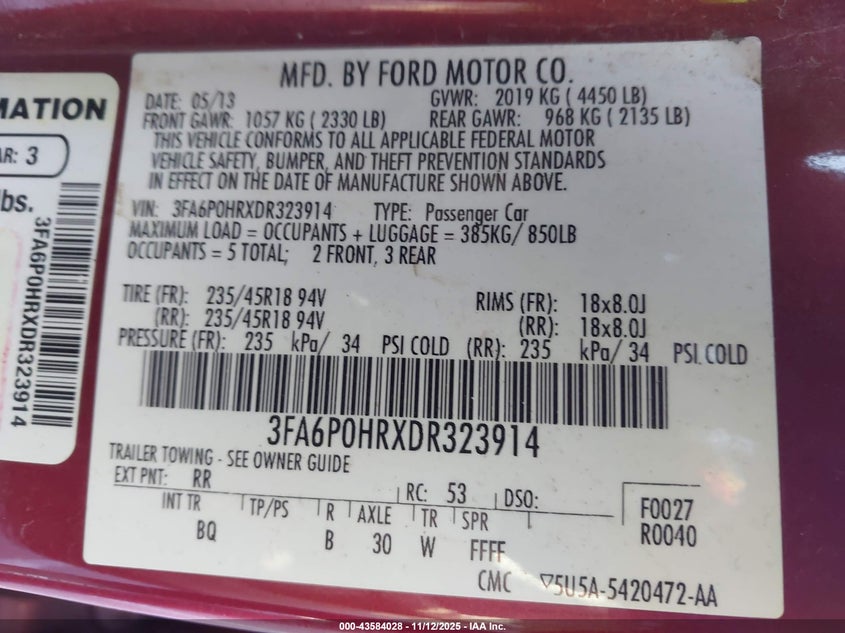 MFD. BY FORD MOTOR CO.
DATE: 05/13 GVWR: 2019 KG ( 4450 LB)
FRONT GAWR: 1057 KG ( 2330 LB) REAR GAWR: 968 KG ( 2135 LB)
THIS VEHICLE CONFORMS TO ALL APPLICABLE FEDERAL MOTOR
VEHICLE SAFETY, BUMPER, AND THEFT PREVENTION STANDARDS
IN EFFECT ON THE DATE OF MANUFACTURE SHOWN ABOVE.
VIN: 3FA6P0HRXDR323914 TYPE: Passenger Car
MAXIMUM LOAD = OCCUPANTS + LUGGAGE = 385KG/ 850LB
OCCUPANTS = 5 TOTAL; 2 FRONT, 3 REAR
TIRE (FR): 235/45R18 94V RIMS (FR): 18x8.0J
(RR): 235/45R18 94V (RR): 18x8.0J
PRESSURE (FR): 235 kPa/ 34 PSI COLD (RR): 235 kPa/ 34 PSI COLD
3FA6P0HRXDR323914
TRAILER TOWING - SEE OWNER GUIDE
EXT PNT: RR RC: 53 DSO:
INT TR TP/PS R AXLE TR SPR
BQ B 30 W FFFF
F0027
R0040
CMC ▽5U5A-5420472-AA
MATION
AR: 3
lbs.
3FA6P0HRXDR323914
000-43584028 - 11/12/2025 - IAA Inc.